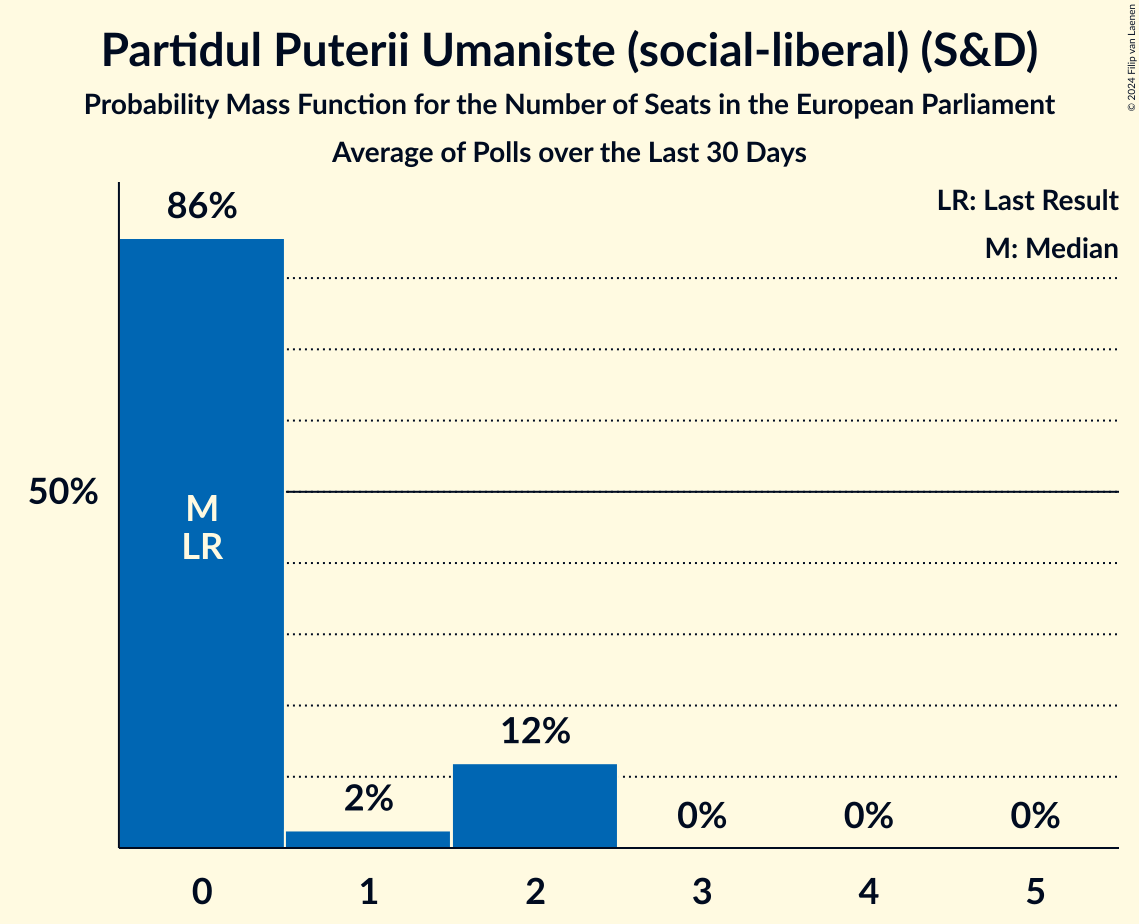 Partidul Puterii Umaniste (social-liberal) (S&D)
Probability Mass Function for the Number of Seats in the European Parliament
Average of Polls over the Last 30 Days
© 2024 Filip van Laenen
LR: Last Result
M: Median
86%
50%
M
LR
12%
2%
0%
0%
0%
0
1
2
3
4
5